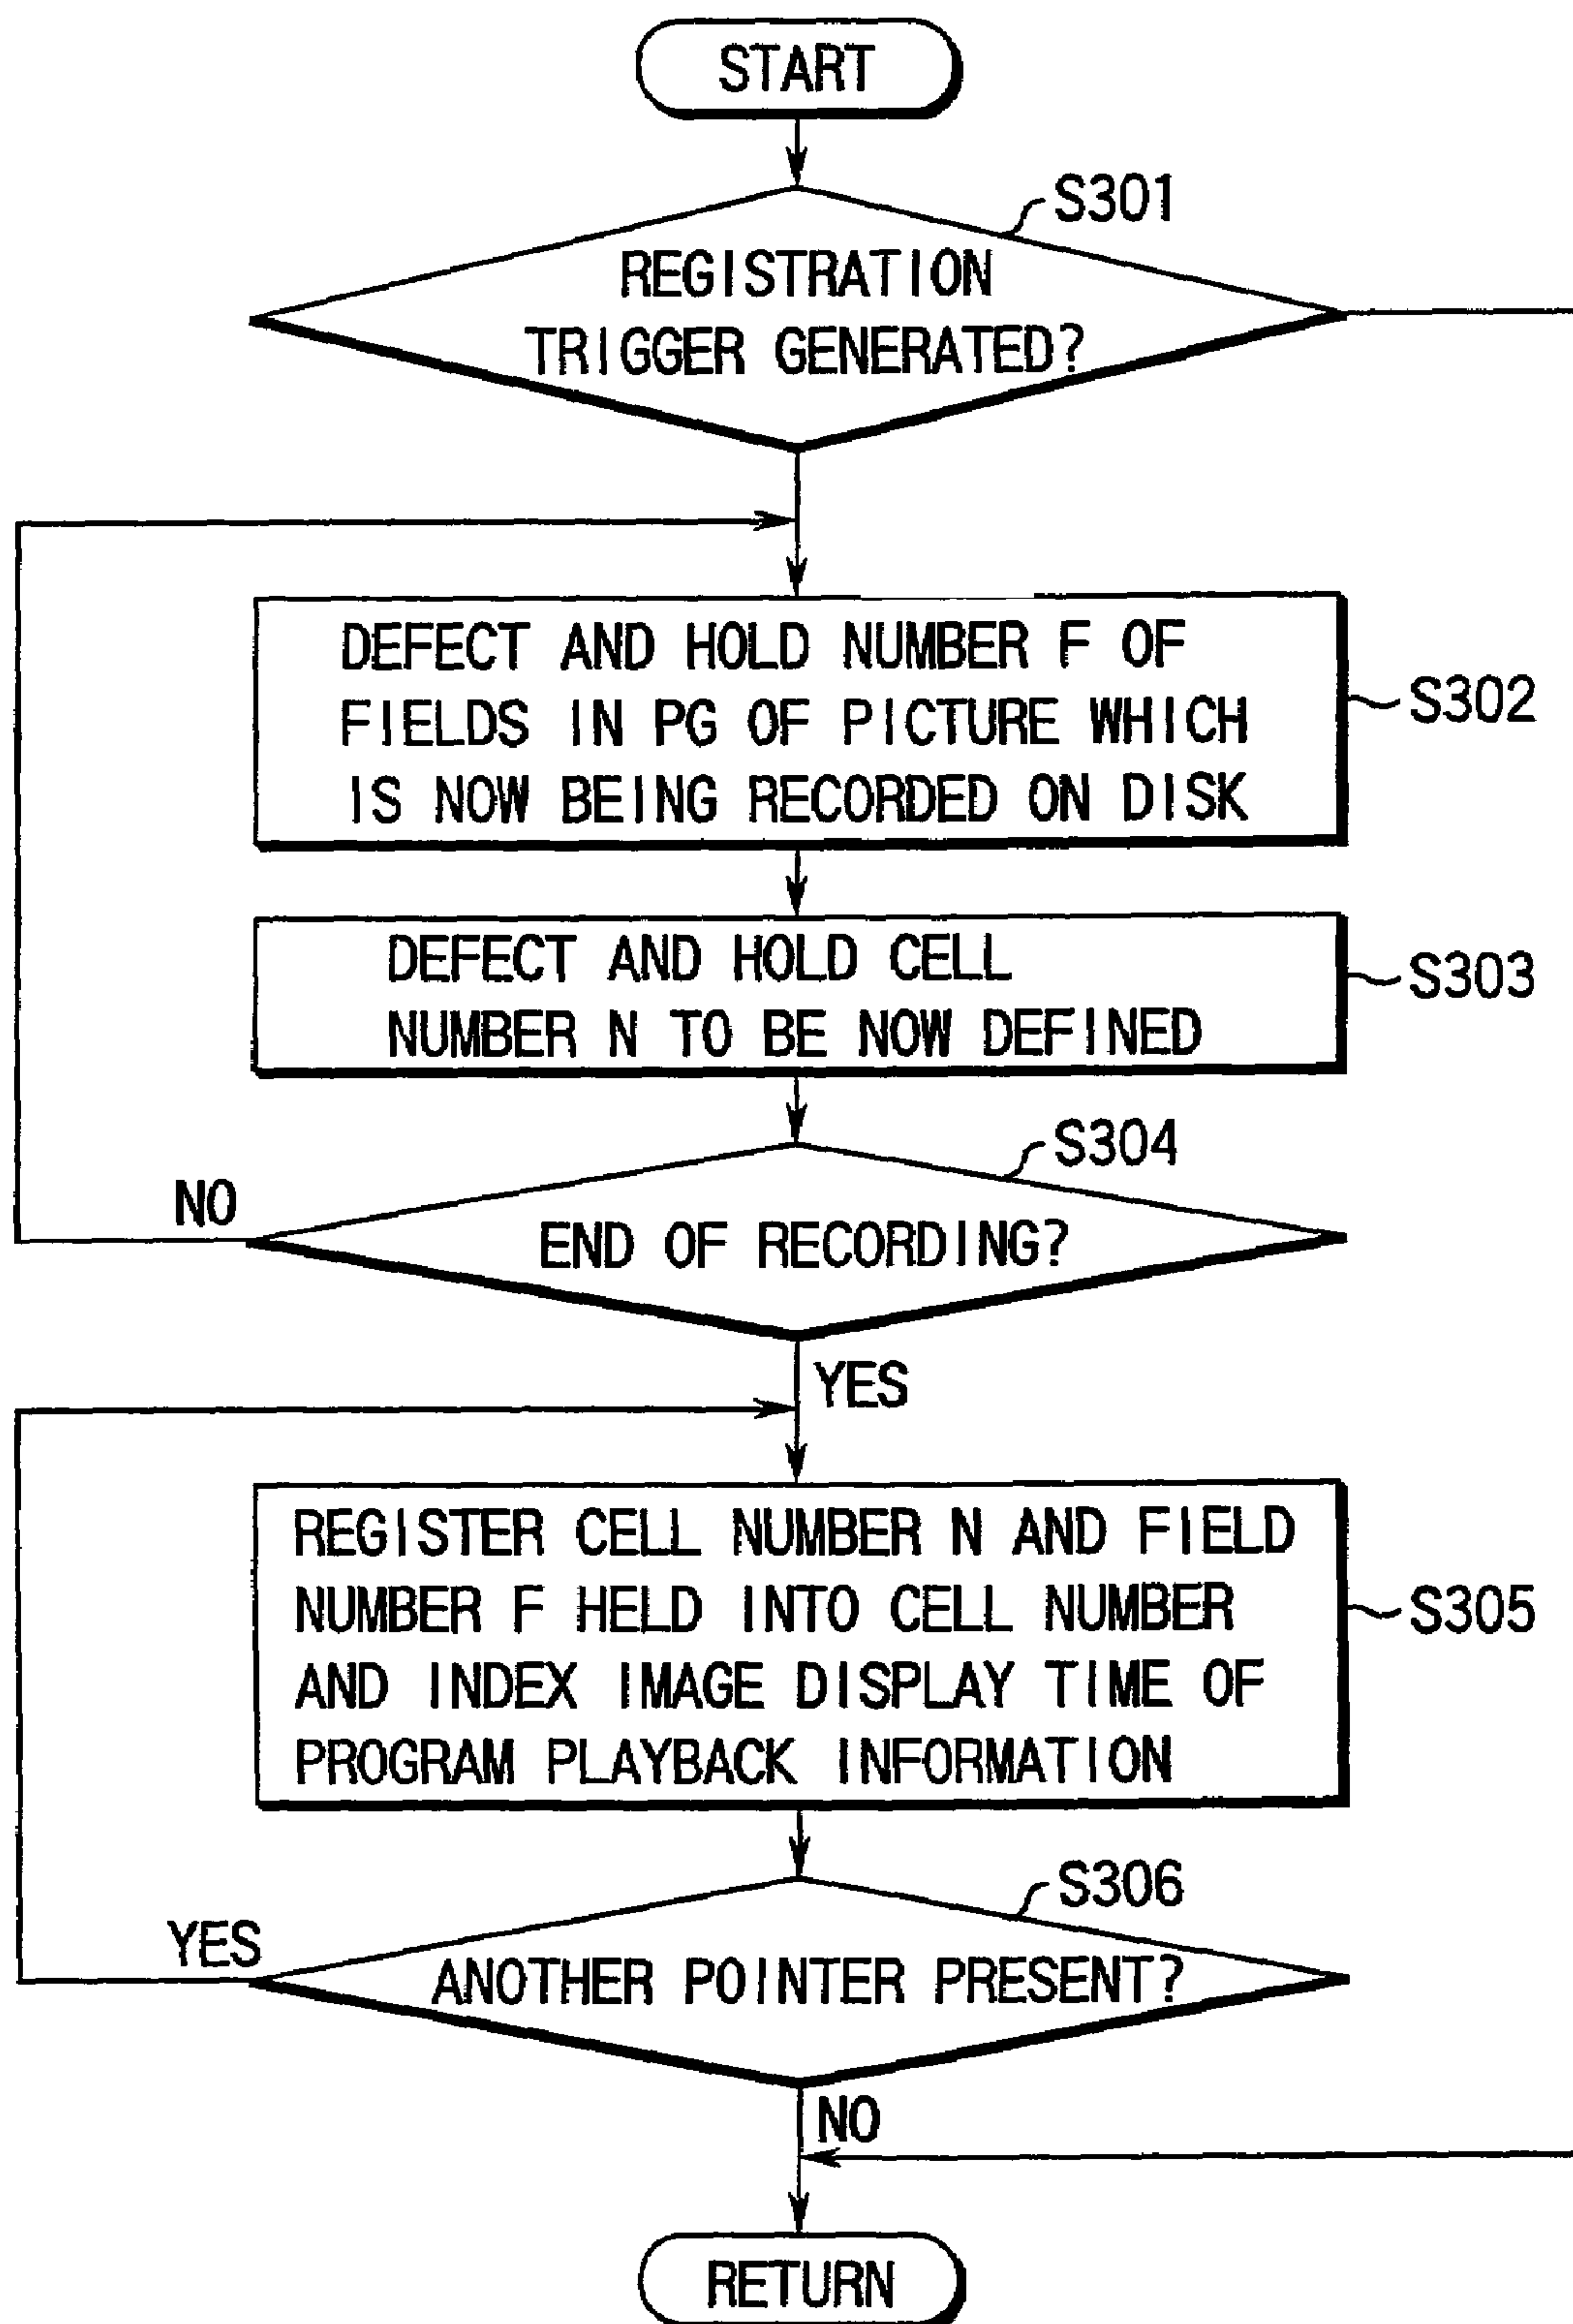 START
S301
REGISTRATION
TRIGGER GENERATED?
DEFECT AND HOLD NUMBER F OF
FIELDS IN PG OF PICTURE WHICH
IS NOW BEING RECORDED ON DISK
S302
DEFECT AND HOLD CELL
NUMBER N TO BE NOW DEFINED
S303
S304
NO
END OF RECORDING?
YES
REGISTER CELL NUMBER N AND FIELD
NUMBER F HELD INTO CELL NUMBER
AND INDEX IMAGE DISPLAY TIME OF
PROGRAM PLAYBACK INFORMATION
S305
S306
YES
ANOTHER POINTER PRESENT?
NO
RETURN